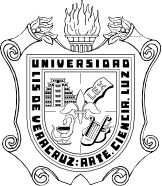 UNIVERSIDAD
LIS DE VERACRUZ: ARTE, CIENCIA, LUZ